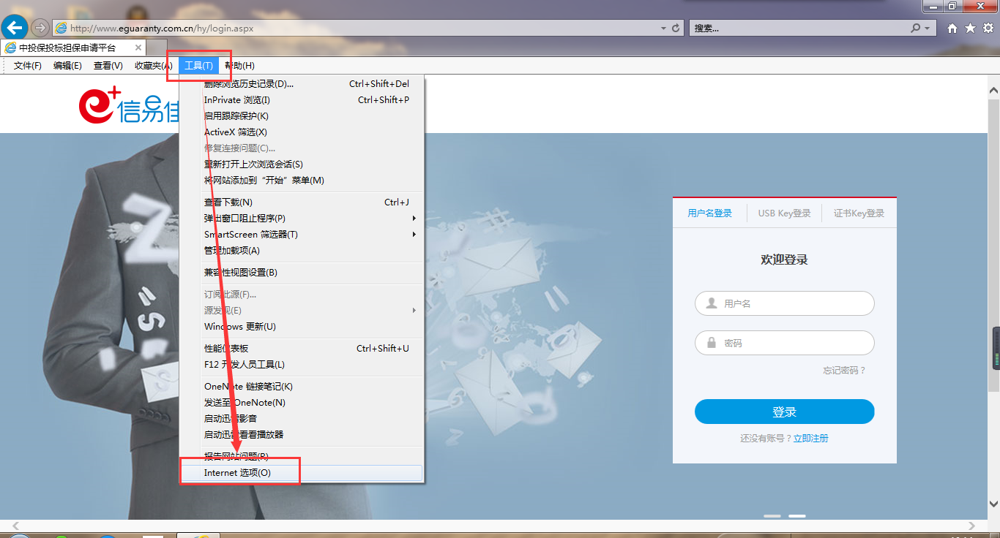 http://www.eguaranty.com.cn/hy/login.aspx
搜索...
中投保投标担保申请平台
文件(F) 编辑(E) 查看(V) 收藏夹(A) 工具(T) 帮助(H)
信易佳
删除浏览历史记录(D)... Ctrl+Shift+Del
InPrivate 浏览(I) Ctrl+Shift+P
启用跟踪保护(K)
ActiveX 筛选(X)
修复连接问题(C)...
重新打开上次浏览会话(S)
将网站添加到“开始”菜单(M)
查看下载(N) Ctrl+J
弹出窗口阻止程序(P)
SmartScreen 筛选器(T)
管理加载项(A)
兼容性视图设置(B)
订阅此源(F)...
源发现(E)
Windows 更新(U)
性能仪表板 Ctrl+Shift+U
F12 开发人员工具(L)
OneNote 链接笔记(K)
发送至 OneNote(N)
启动迅雷影音
启动迅雷看看播放器
报告网站问题(R)
Internet 选项(O)
用户名登录 USB Key登录 证书Key登录
欢迎登录
用户名
密码
忘记密码？
登录
还没有账号？立即注册